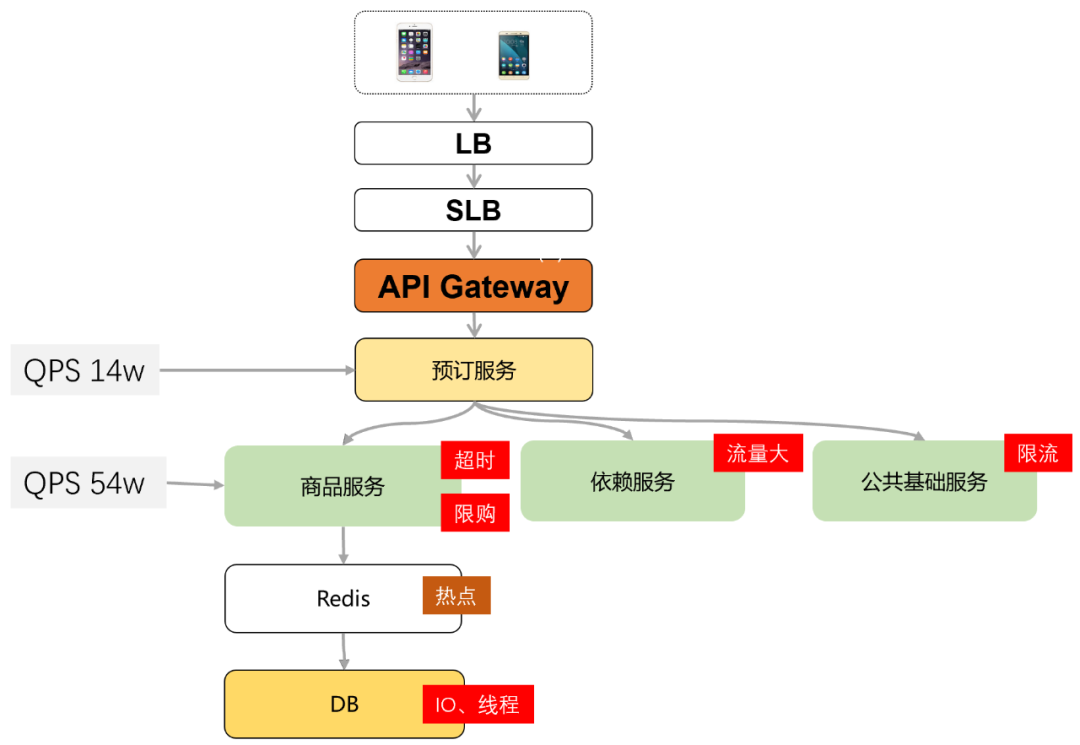 LB
SLB
API Gateway
QPS 14w
预订服务
QPS 54w
商品服务
超时
限购
依赖服务
流量大
公共基础服务
限流
Redis
热点
DB
IO、线程